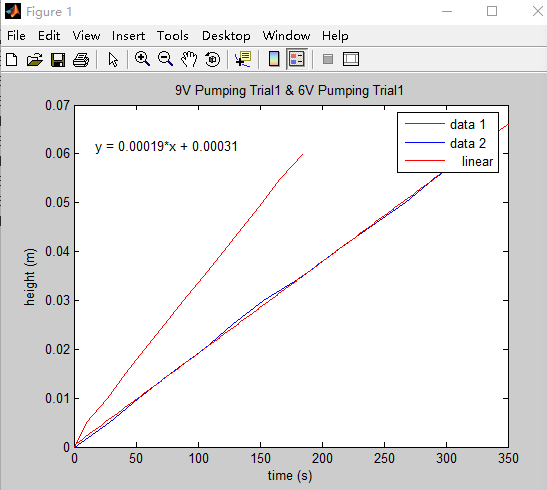 Figure 1
File Edit View Insert Tools Desktop Window Help
9V Pumping Trial1 & 6V Pumping Trial1
0.07
0.06
0.05
0.04
0.03
0.02
0.01
0
height (m)
y = 0.00019*x + 0.00031
data 1
data 2
linear
0 50 100 150 200 250 300 350
time (s)